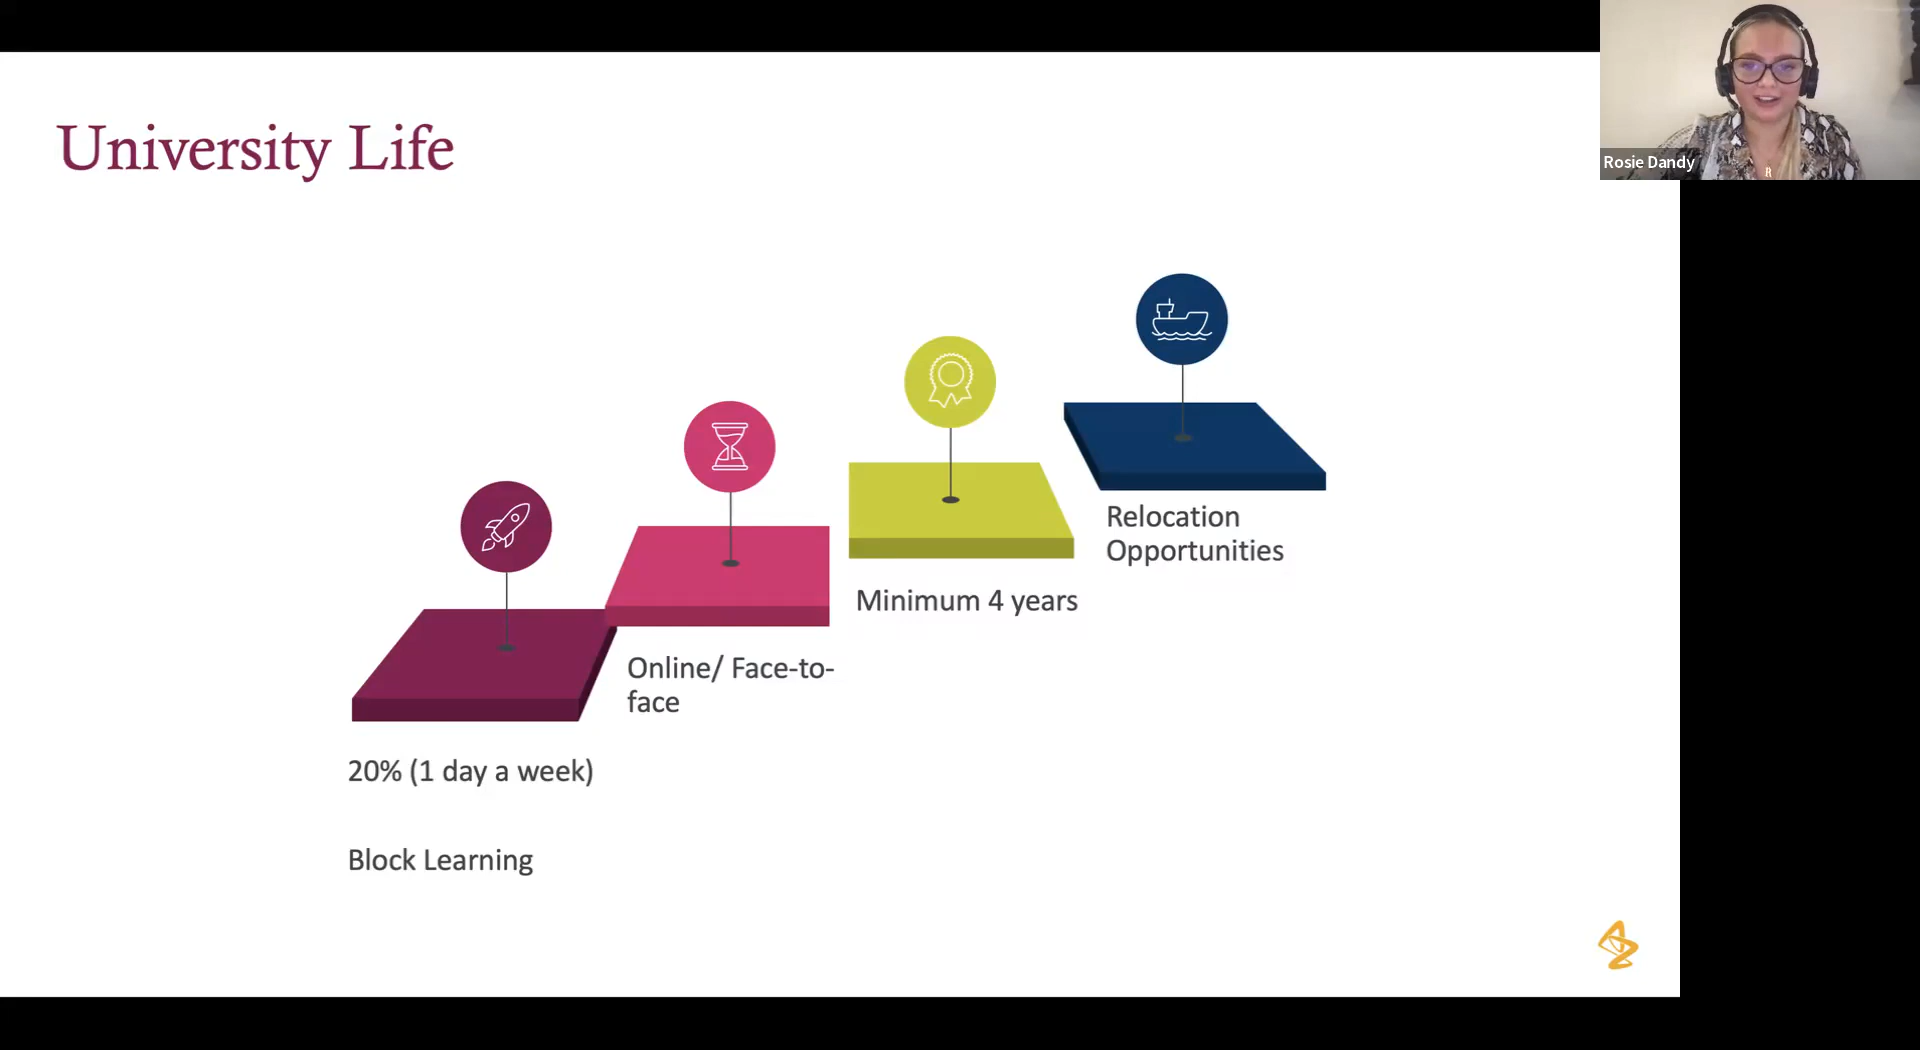 University Life
Rosie Dandy
R
Relocation
Opportunities
Minimum 4 years
Online/ Face-to-
face
20% (1 day a week)
Block Learning